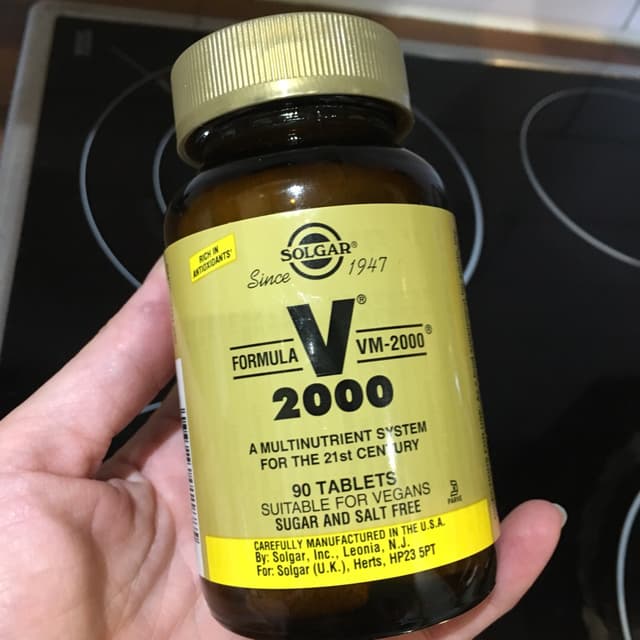 RICH IN
ANTIOXIDANTS*
SOLGAR®
Since 1947
V®
FORMULA VM-2000®
2000
A MULTINUTRIENT SYSTEM
FOR THE 21st CENTURY
90 TABLETS
SUITABLE FOR VEGANS
SUGAR AND SALT FREE
PARVE
CAREFULLY MANUFACTURED IN THE U.S.A.
By: Solgar, Inc., Leonia, N.J.
For: Solgar (U.K.), Herts, HP23 5PT